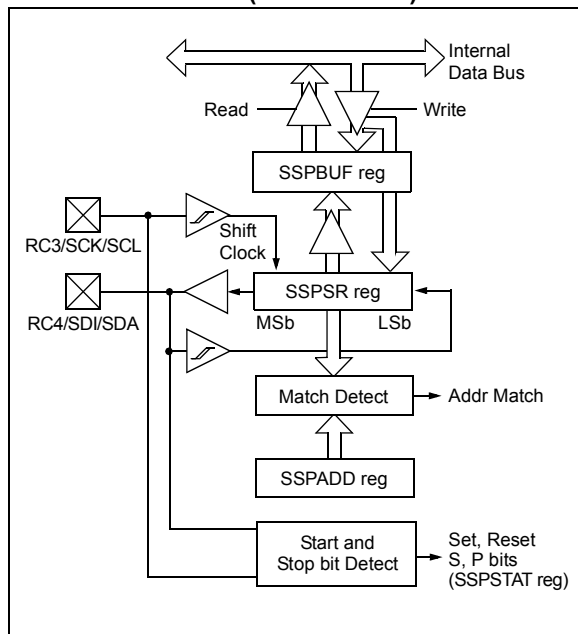 Internal
Data Bus
Read
Write
SSPBUF reg
RC3/SCK/SCL
Shift
Clock
SSPSR reg
RC4/SDI/SDA
MSb
LSb
Match Detect
Addr Match
SSPADD reg
Start and
Stop bit Detect
Set, Reset
S, P bits
(SSPSTAT reg)